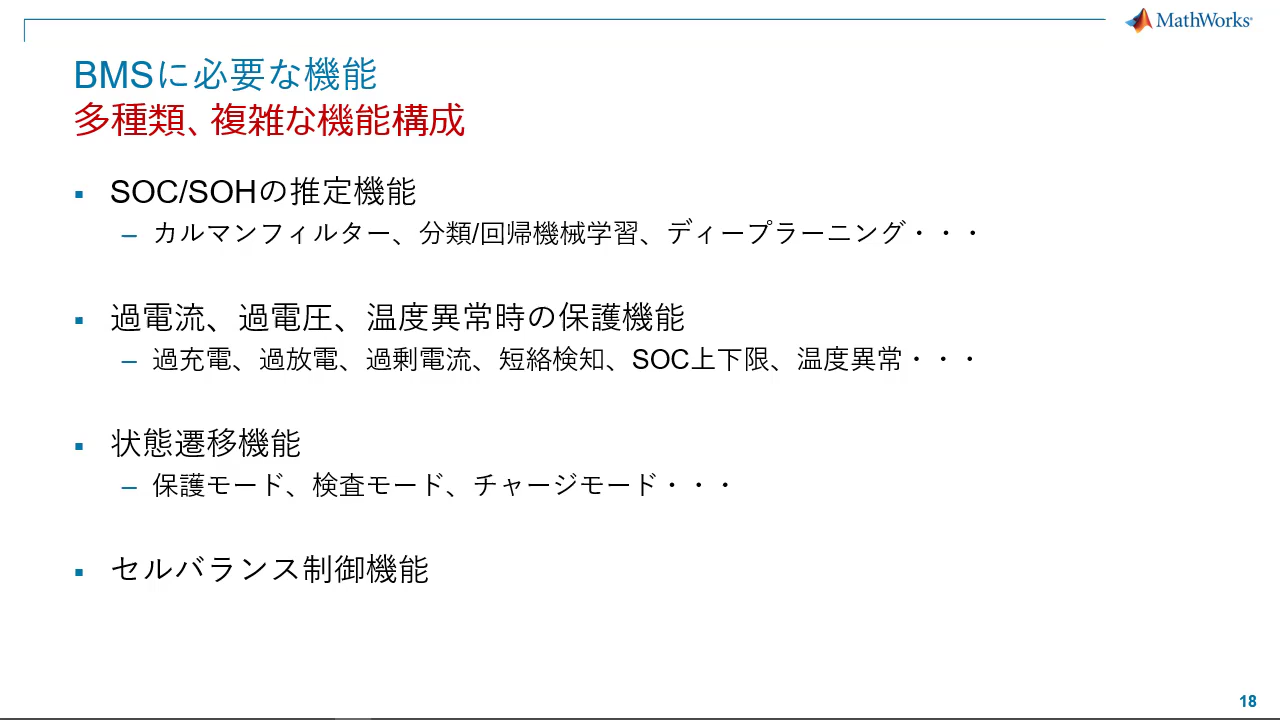 MathWorks
BMSに必要な機能
多種類、複雑な機能構成
▪ SOC/SOHの推定機能
– カルマンフィルター、分類/回帰機械学習、ディープラーニング・・・
▪ 過電流、過電圧、温度異常時の保護機能
– 過充電、過放電、過剰電流、短絡検知、SOC上下限、温度異常・・・
▪ 状態遷移機能
– 保護モード、検査モード、チャージモード・・・
▪ セルバランス制御機能
18